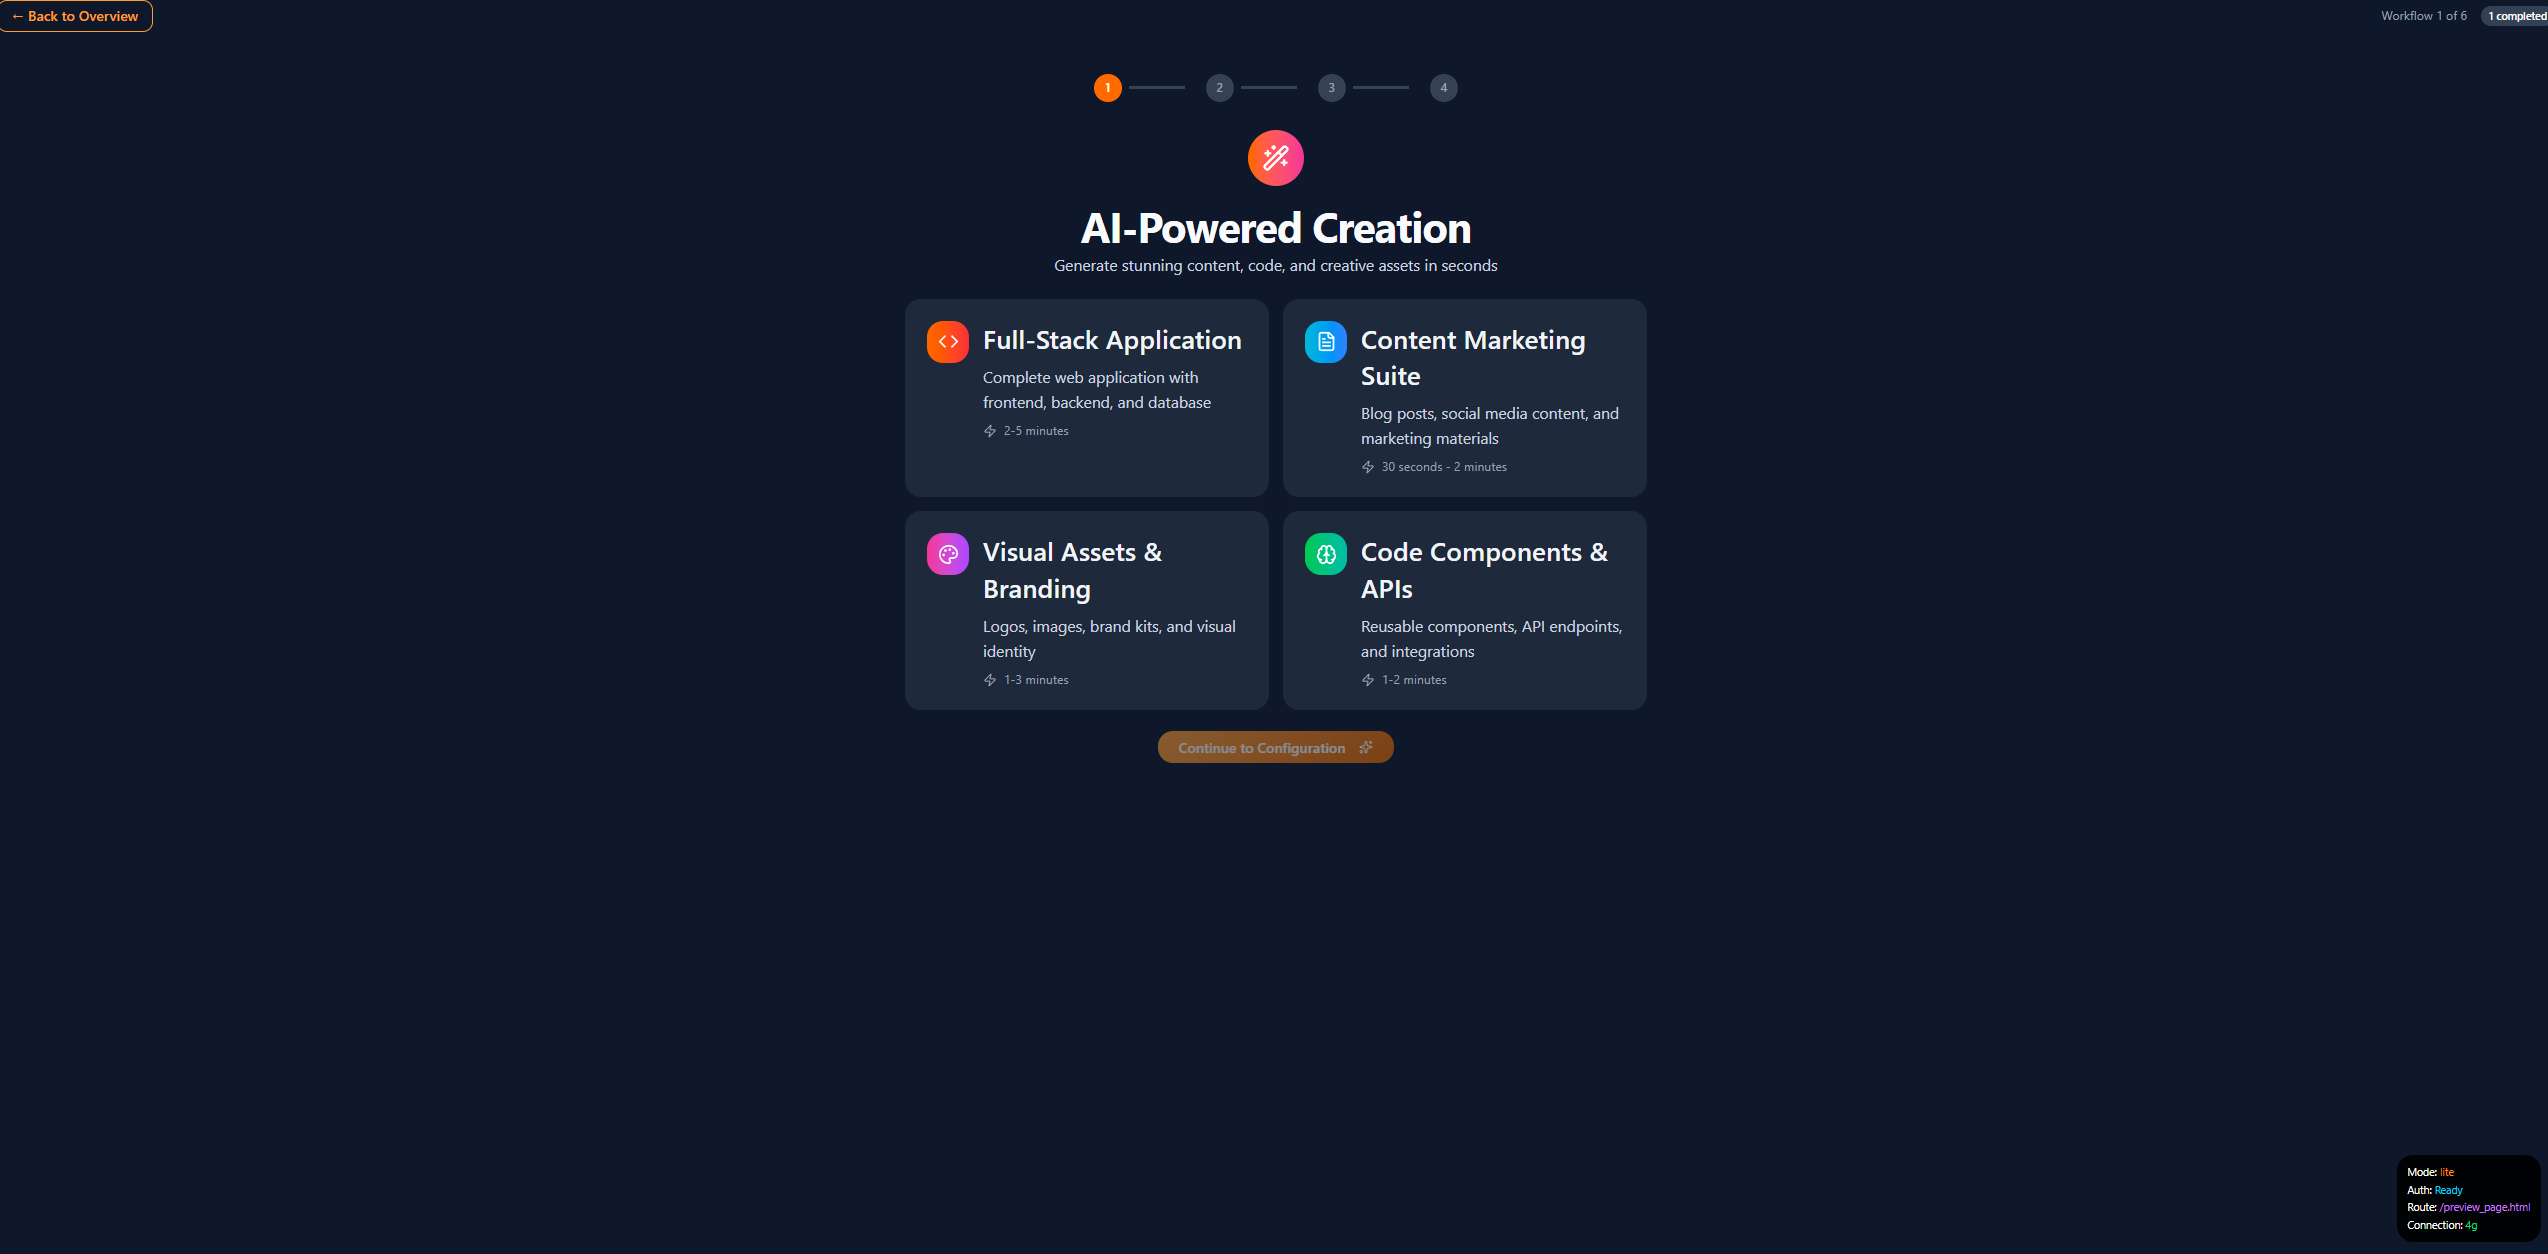 ← Back to Overview
Workflow 1 of 6
1 completed
1
2
3
4
AI-Powered Creation
Generate stunning content, code, and creative assets in seconds
Full-Stack Application
Complete web application with
frontend, backend, and database
2-5 minutes
Content Marketing
Suite
Blog posts, social media content, and
marketing materials
30 seconds - 2 minutes
Visual Assets &
Branding
Logos, images, brand kits, and visual
identity
1-3 minutes
Code Components &
APIs
Reusable components, API endpoints,
and integrations
1-2 minutes
Continue to Configuration
Mode: lite
Auth: Ready
Route: /preview_page.html
Connection: 4g